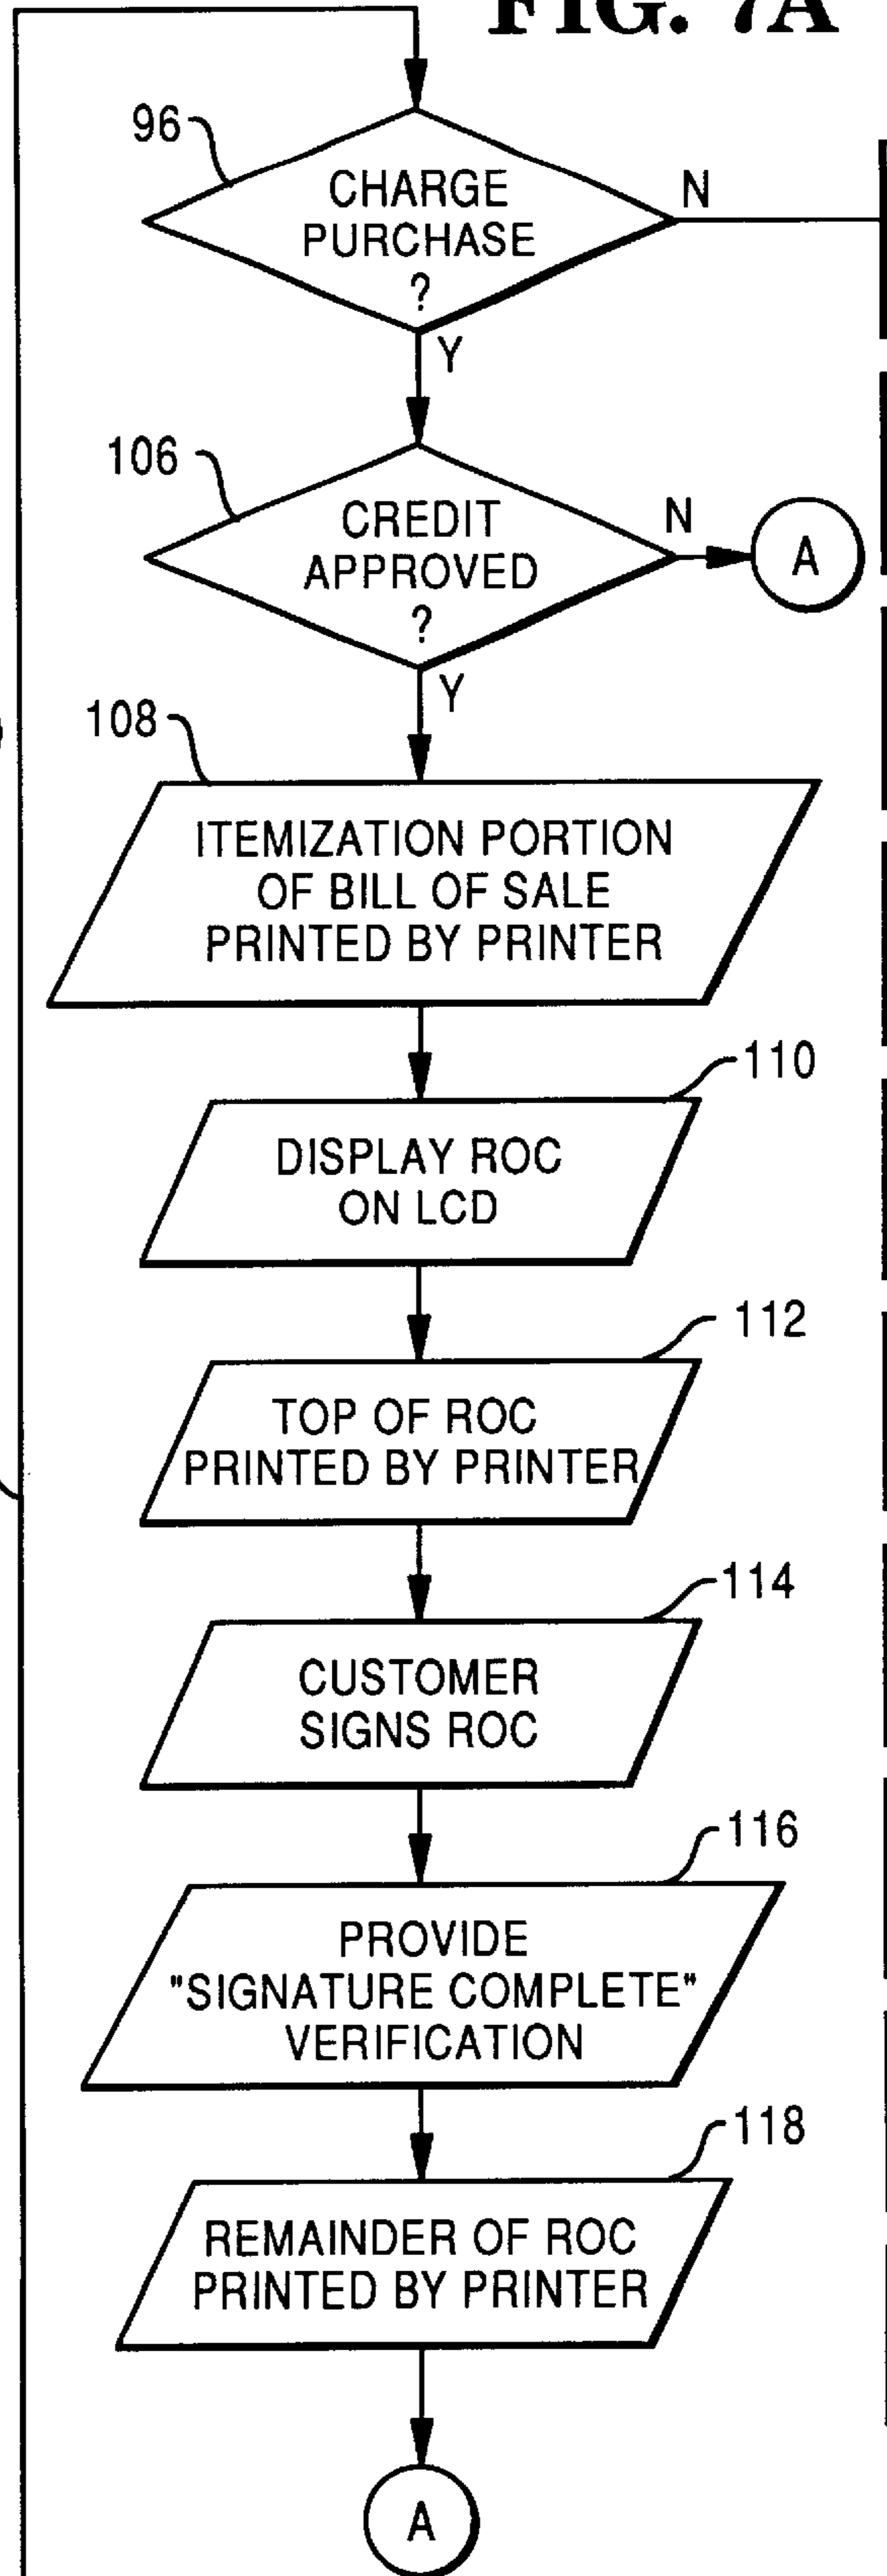 FIG. 7A
96
CHARGE
PURCHASE
?
N
Y
106
CREDIT
APPROVED
?
N
A
Y
108
ITEMIZATION PORTION
OF BILL OF SALE
PRINTED BY PRINTER
110
DISPLAY ROC
ON LCD
112
TOP OF ROC
PRINTED BY PRINTER
114
CUSTOMER
SIGNS ROC
116
PROVIDE
"SIGNATURE COMPLETE"
VERIFICATION
118
REMAINDER OF ROC
PRINTED BY PRINTER
A